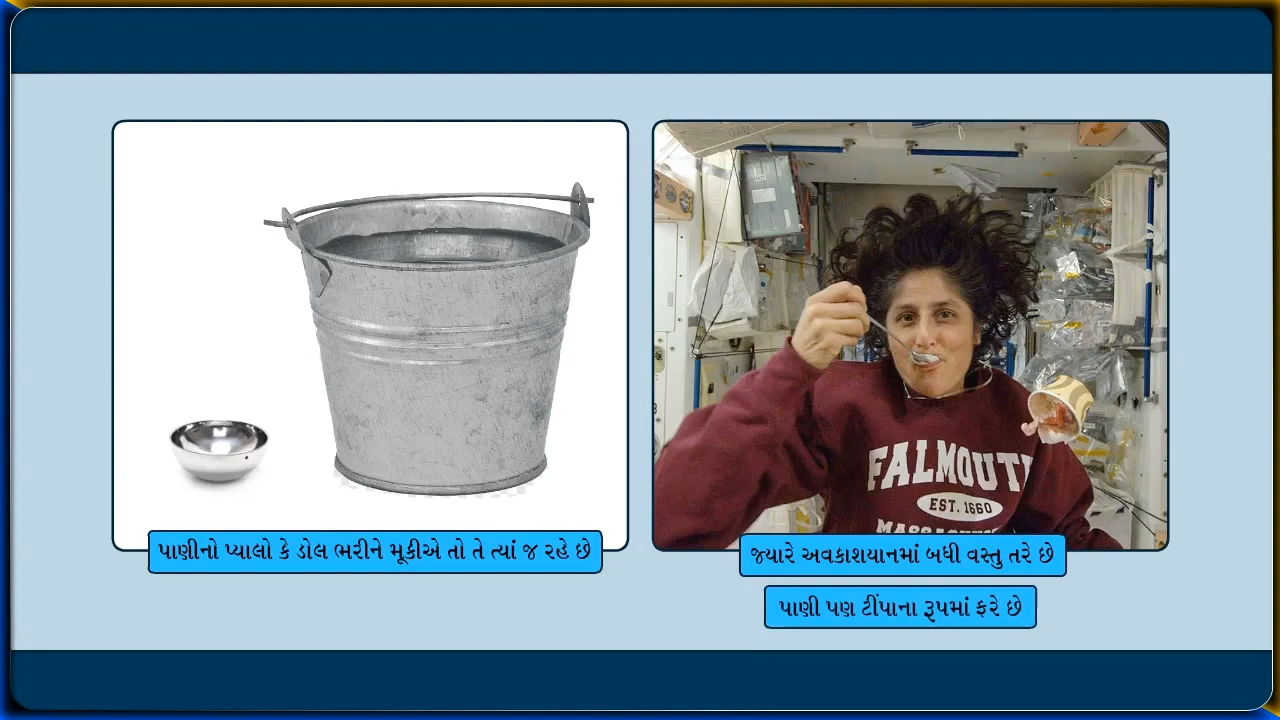 પાણીનો પ્યાલો કે ડોલ ભરીને મૂકીએ તો તે ત્યાં જ રહે છે
FALMOUTH
EST. 1660
જ્યારે અવકાશયાનમાં બધી વસ્તુ તરે છે
પાણી પણ ટીંપાના રૂપમાં ફરે છે